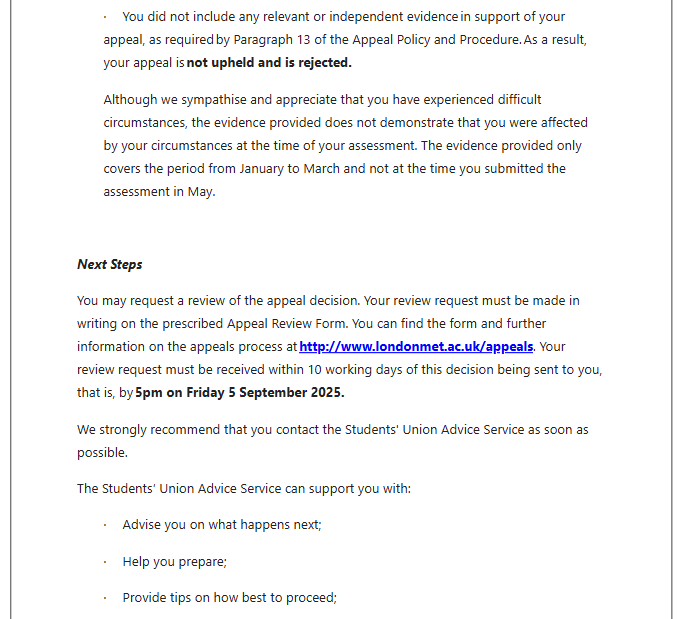 · You did not include any relevant or independent evidence in support of your
appeal, as required by Paragraph 13 of the Appeal Policy and Procedure. As a result,
your appeal is not upheld and is rejected.
Although we sympathise and appreciate that you have experienced difficult
circumstances, the evidence provided does not demonstrate that you were affected
by your circumstances at the time of your assessment. The evidence provided only
covers the period from January to March and not at the time you submitted the
assessment in May.
Next Steps
You may request a review of the appeal decision. Your review request must be made in
writing on the prescribed Appeal Review Form. You can find the form and further
information on the appeals process at http://www.londonmet.ac.uk/appeals. Your
review request must be received within 10 working days of this decision being sent to you,
that is, by 5pm on Friday 5 September 2025.
We strongly recommend that you contact the Students' Union Advice Service as soon as
possible.
The Students' Union Advice Service can support you with:
· Advise you on what happens next;
· Help you prepare;
· Provide tips on how best to proceed;